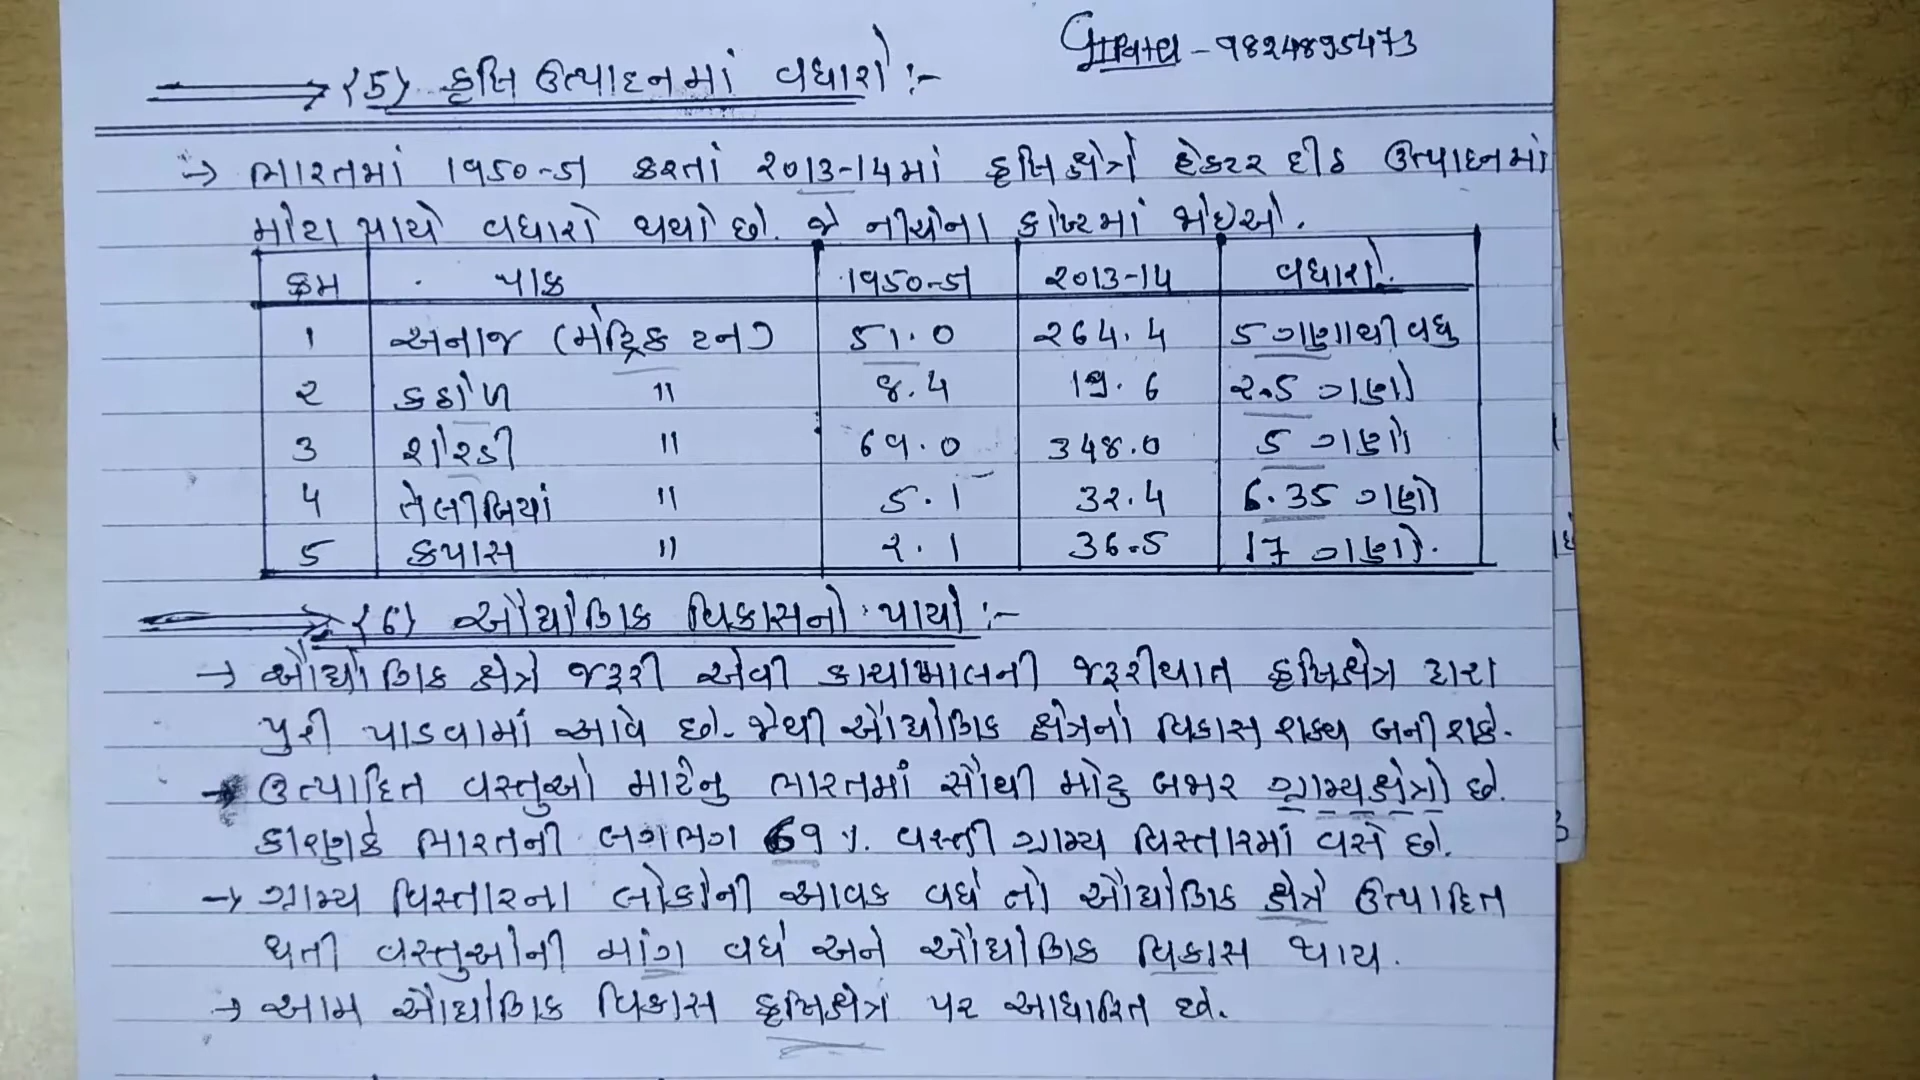 {5} કૃષિ ઉત્પાદનમાં વધારો :-
- 9824895473
→ ભારતમાં 1950-51 કરતાં 2013-14માં કૃષિ ક્ષેત્રે હેક્ટર દીઠ ઉત્પાદનમાં
મોટા પાયે વધારો થયો છે. જે નીચેના કોષ્ટમાં જોઇએ.
ક્રમ પાક 1950-51 2013-14 વધારો.
1 અનાજ (મેટ્રિક ટન) 51.0 264.4 5 ગણાથી વધુ
2 કઠોળ " 8.4 19.6 2.5 ગણો
3 શેરડી " 69.0 348.0 5 ગણો
4 તેલીબિયાં " 5.1 32.4 6.35 ગણો
5 કપાસ " 2.1 36.5 17 ગણો.
{6} ઔદ્યોગિક વિકાસનો પાયો :-
→ ઔદ્યોગિક ક્ષેત્રે જરૂરી એવી કાચામાલની જરૂરીયાત કૃષિક્ષેત્ર દ્વારા
પુરી પાડવામાં આવે છે. જેથી ઔદ્યોગિક ક્ષેત્રનો વિકાસ શક્ય બની શકે.
→ ઉત્પાદિત વસ્તુઓ માટેનુ ભારતમાં સૌથી મોટુ બજાર ગ્રામ્યક્ષેત્રો છે.
કારણકે ભારતની લગભગ 69 % વસ્તી ગ્રામ્ય વિસ્તારમાં વસે છે.
→ ગ્રામ્ય વિસ્તારના લોકોની આવક વધે તો ઔદ્યોગિક ક્ષેત્રે ઉત્પાદિત
થતી વસ્તુઓની માંગ વધે અને ઔદ્યોગિક વિકાસ થાય.
→ આમ ઔદ્યોગિક વિકાસ કૃષિક્ષેત્ર પર આધારિત છે.